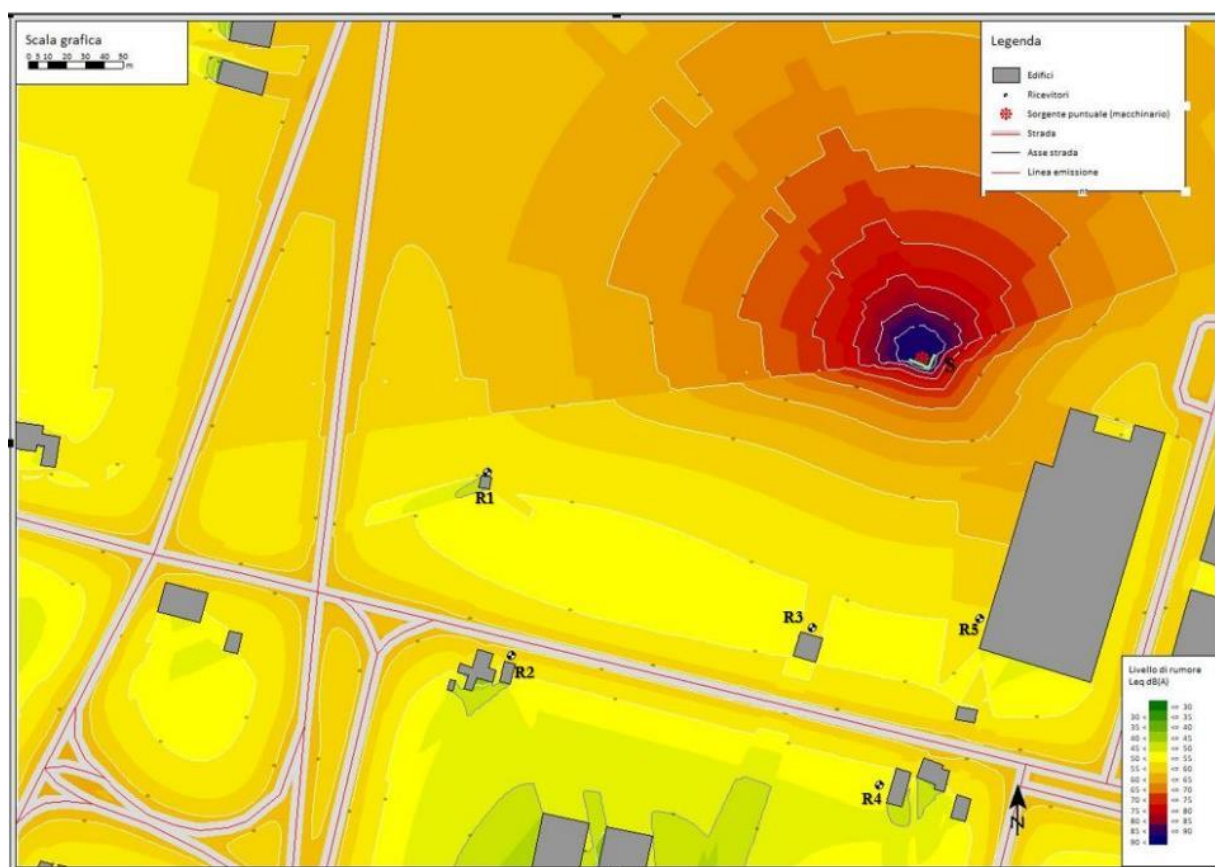 Scala grafica
0 5 10 20 30 40 50
m
Legenda
Edifici
Ricevitori
Sorgente puntuale (macchinario)
Strada
Asse strada
Linea emissione
S
R1
R3
R5
R2
R4
N
Livello di rumore
Leq dB(A)
<= 30
30 < <= 35
35 < <= 40
40 < <= 45
45 < <= 50
50 < <= 55
55 < <= 60
60 < <= 65
65 < <= 70
70 < <= 75
75 < <= 80
80 < <= 85
85 < <= 90
90 <